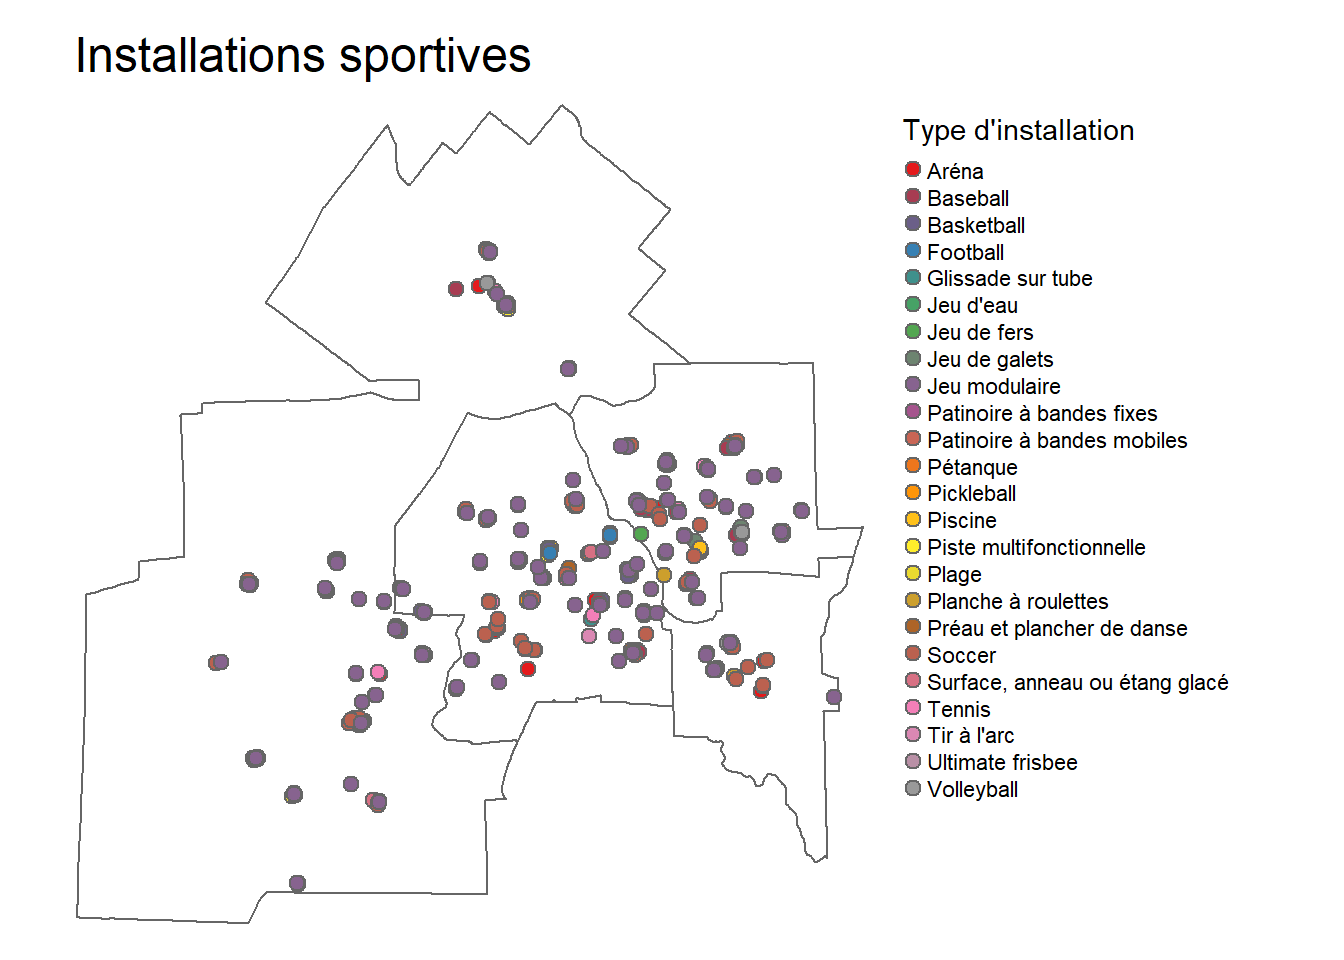 Installations sportives
Type d'installation
Aréna
Baseball
Basketball
Football
Glissade sur tube
Jeu d'eau
Jeu de fers
Jeu de galets
Jeu modulaire
Patinoire à bandes fixes
Patinoire à bandes mobiles
Pétanque
Pickleball
Piscine
Piste multifonctionnelle
Plage
Planche à roulettes
Préau et plancher de danse
Soccer
Surface, anneau ou étang glacé
Tennis
Tir à l'arc
Ultimate frisbee
Volleyball